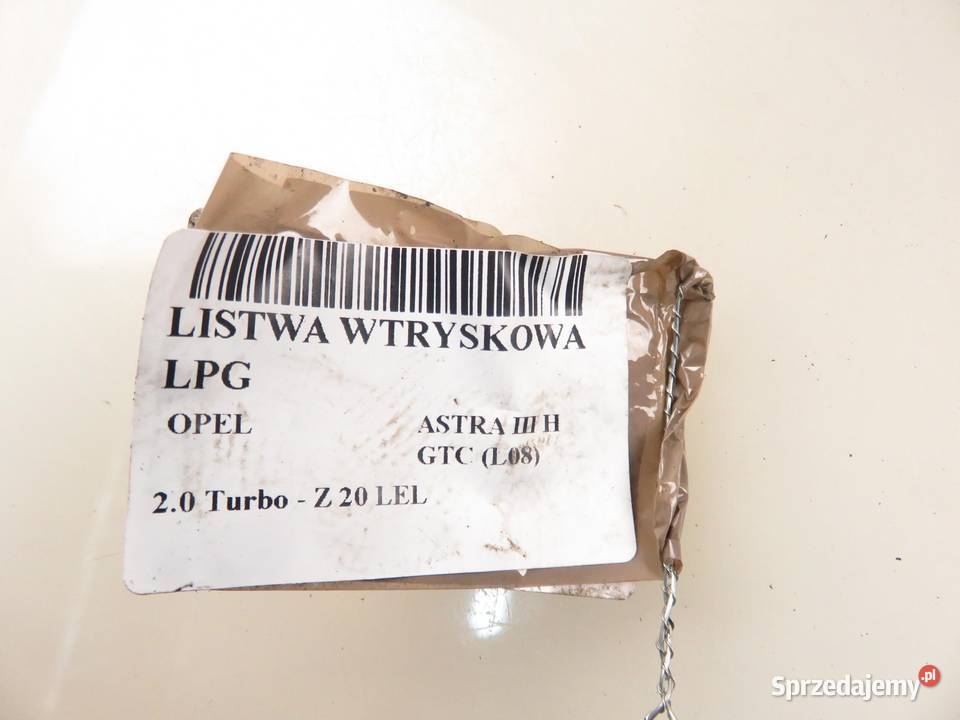 LISTWA WTRYSKOWA
LPG
OPEL ASTRA III H
GTC (L08)
2.0 Turbo - Z 20 LEL
Sprzedajemy.pl